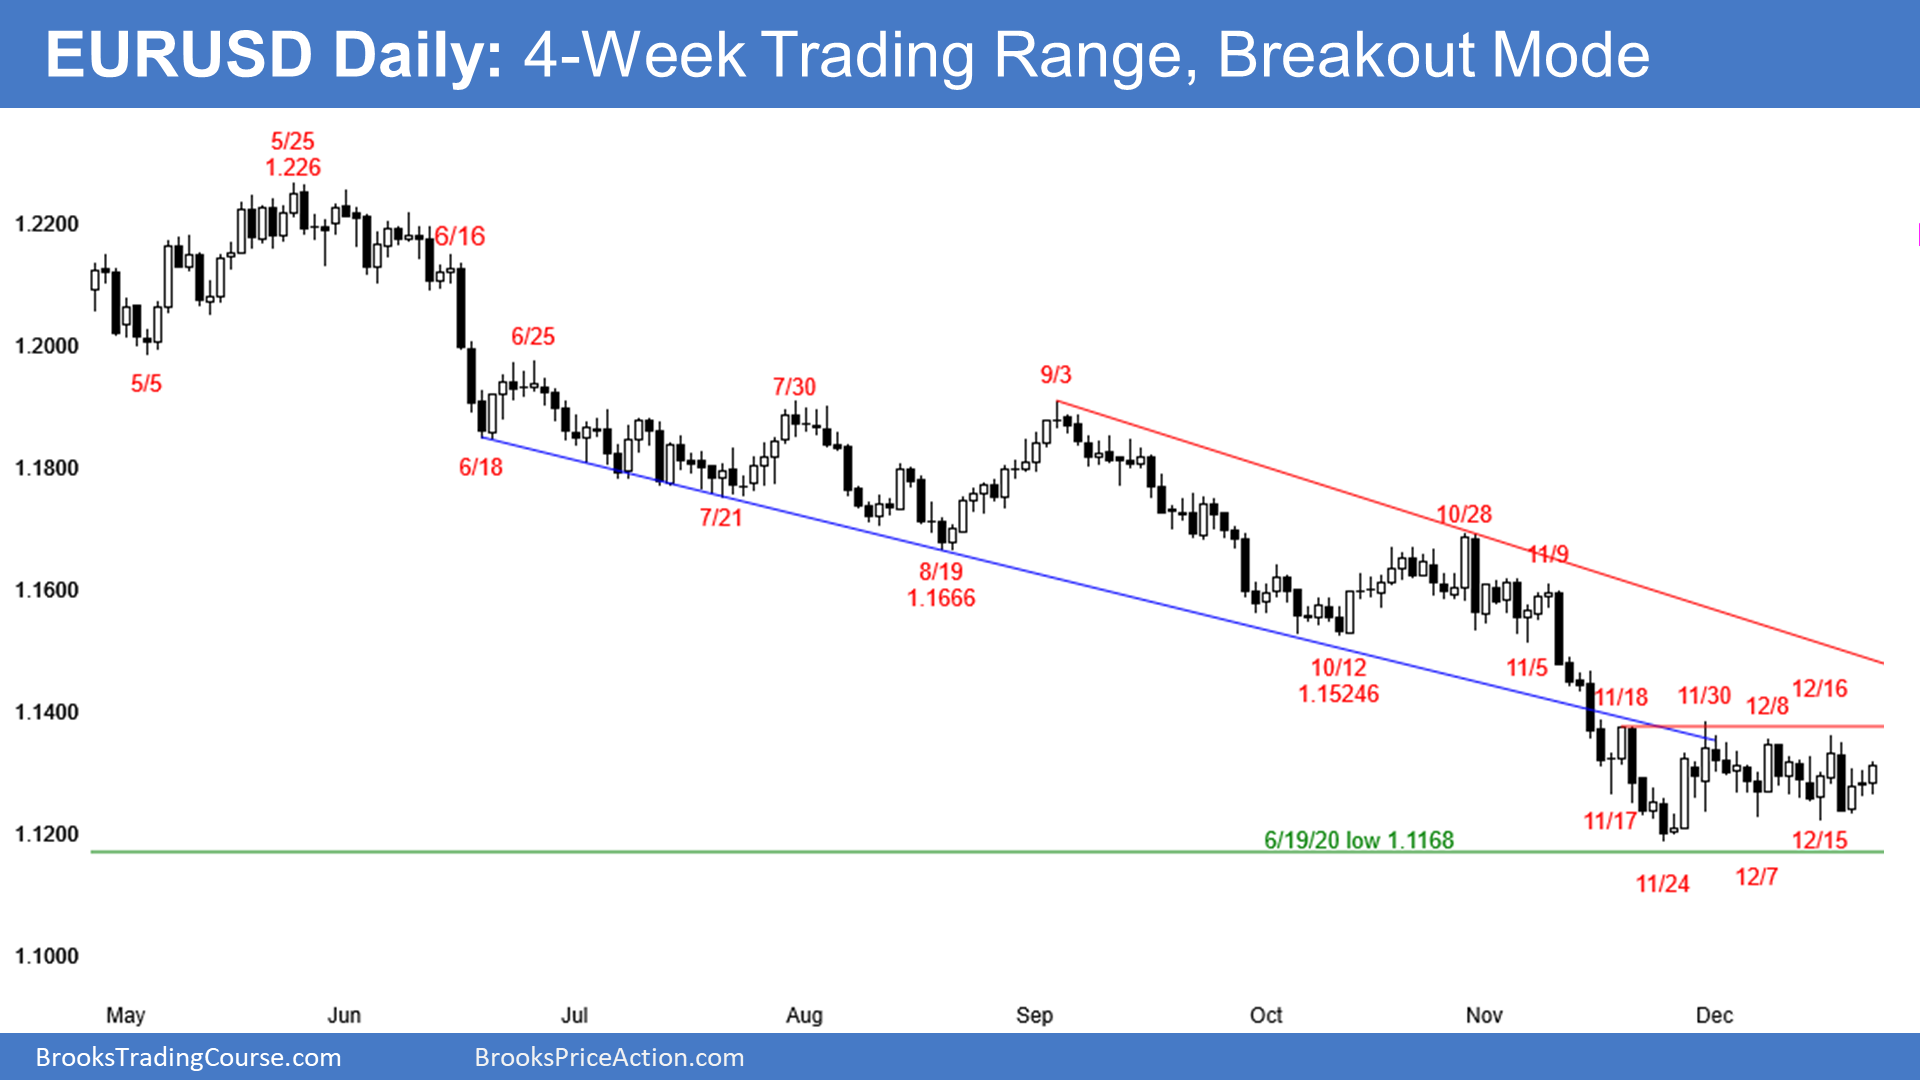 EURUSD Daily: 4-Week Trading Range, Breakout Mode
5/25
1.226
1.2200
6/16
6/25
1.2000
5/5
7/30
9/3
1.1800
6/18
7/21
10/28
11/9
8/19
1.1666
1.1600
10/12
1.15246
11/5
11/18
11/30
12/8
12/16
1.1400
11/17
1.1200
6/19/20 low 1.1168
12/15
11/24
12/7
1.1000
May
Jun
Jul
Aug
Sep
Oct
Nov
Dec
BrooksTradingCourse.com
BrooksPriceAction.com